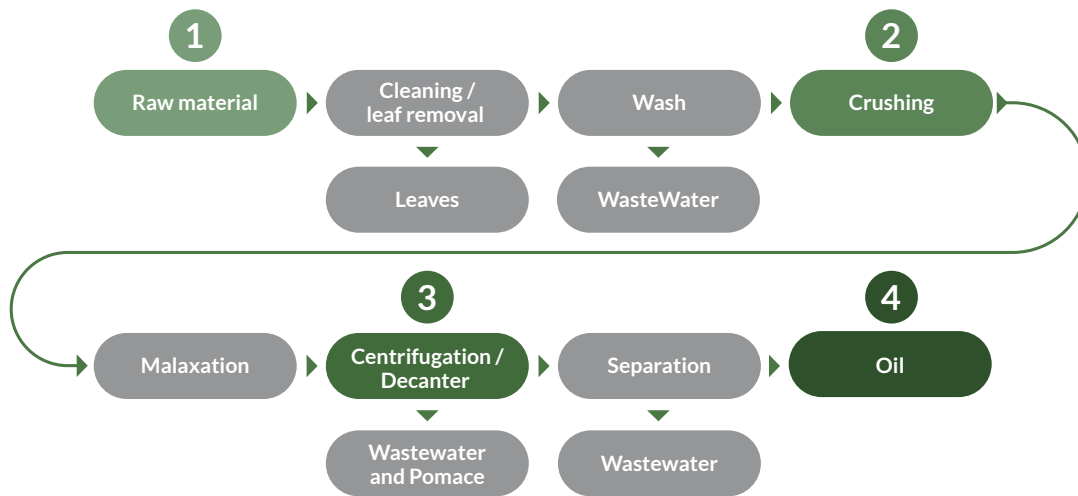 1
2
Raw material
Cleaning /
leaf removal
Wash
Crushing
Leaves
WasteWater
3
4
Malaxation
Centrifugation /
Decanter
Separation
Oil
Wastewater
and Pomace
Wastewater